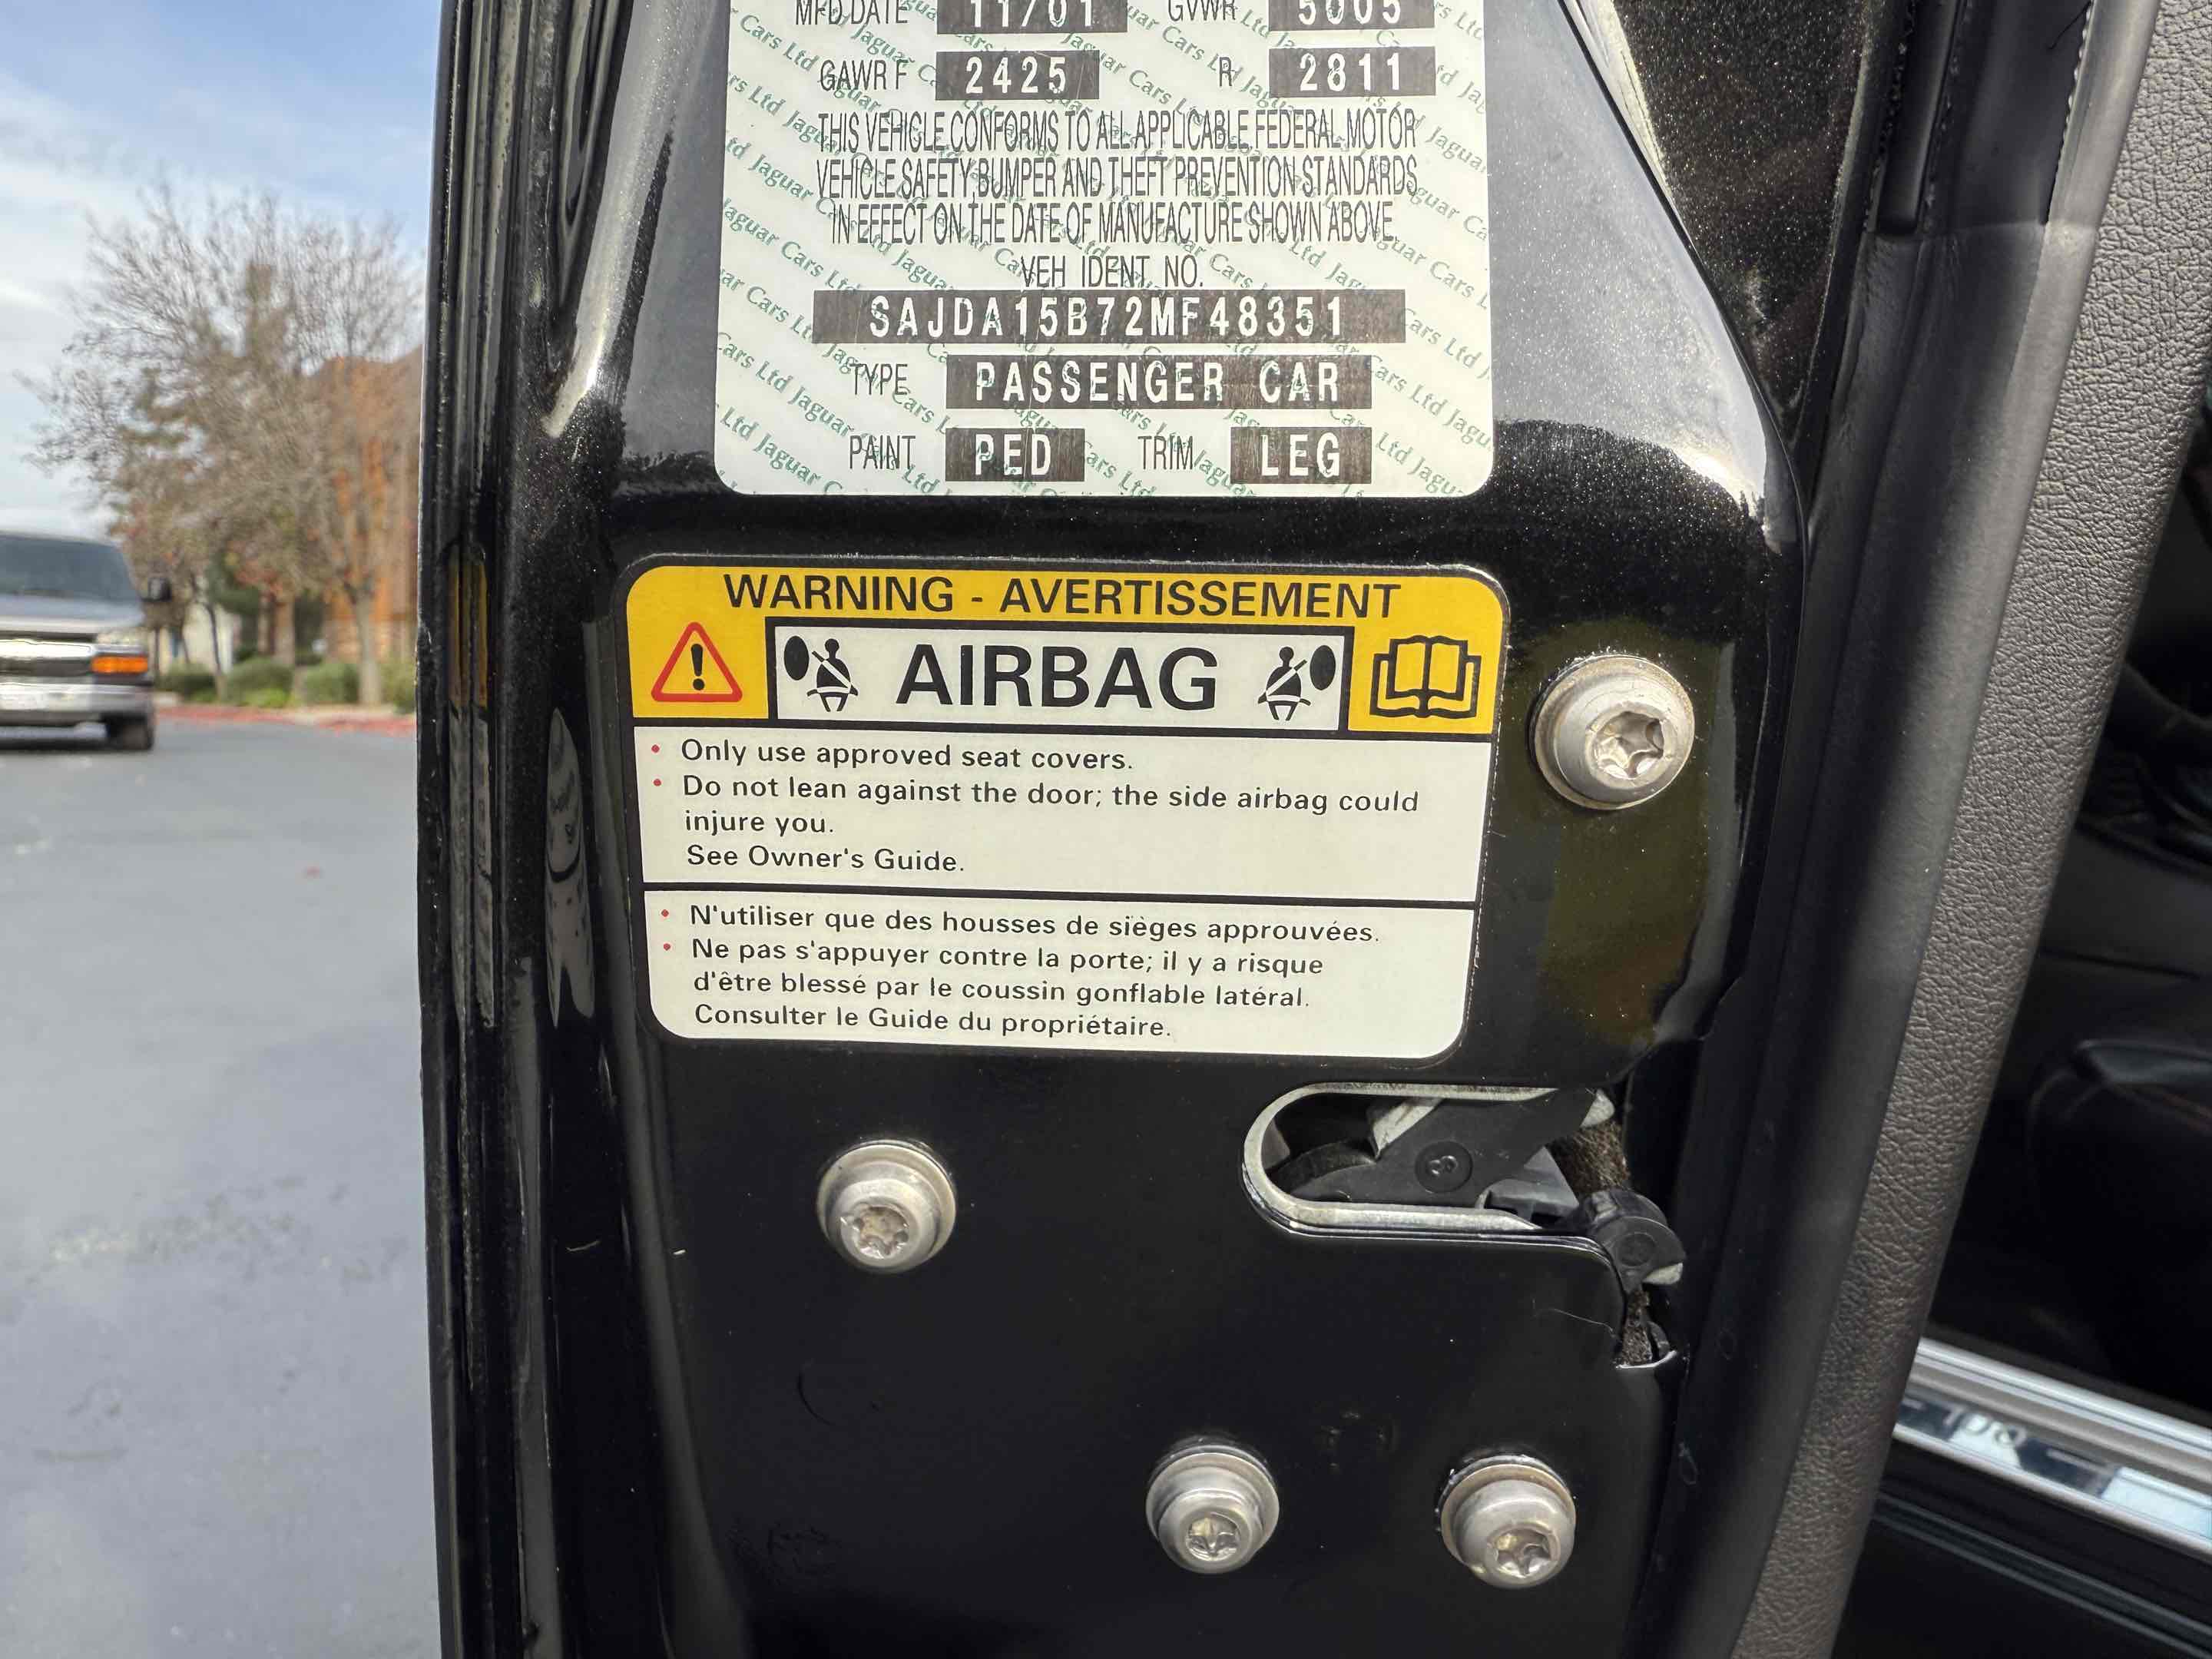 MFD DATE 11/01 GVWR 5005
GAWR F 2425 R 2811
THIS VEHICLE CONFORMS TO ALL APPLICABLE FEDERAL MOTOR
VEHICLE SAFETY BUMPER AND THEFT PREVENTION STANDARDS
IN EFFECT ON THE DATE OF MANUFACTURE SHOWN ABOVE.
VEH IDENT. NO.
SAJDA15B72MF48351
TYPE PASSENGER CAR
PAINT PED TRIM LEG
WARNING - AVERTISSEMENT
AIRBAG
• Only use approved seat covers.
• Do not lean against the door; the side airbag could
injure you.
See Owner's Guide.
• N'utiliser que des housses de sièges approuvées.
• Ne pas s'appuyer contre la porte; il y a risque
d'être blessé par le coussin gonflable latéral.
Consulter le Guide du propriétaire.
8